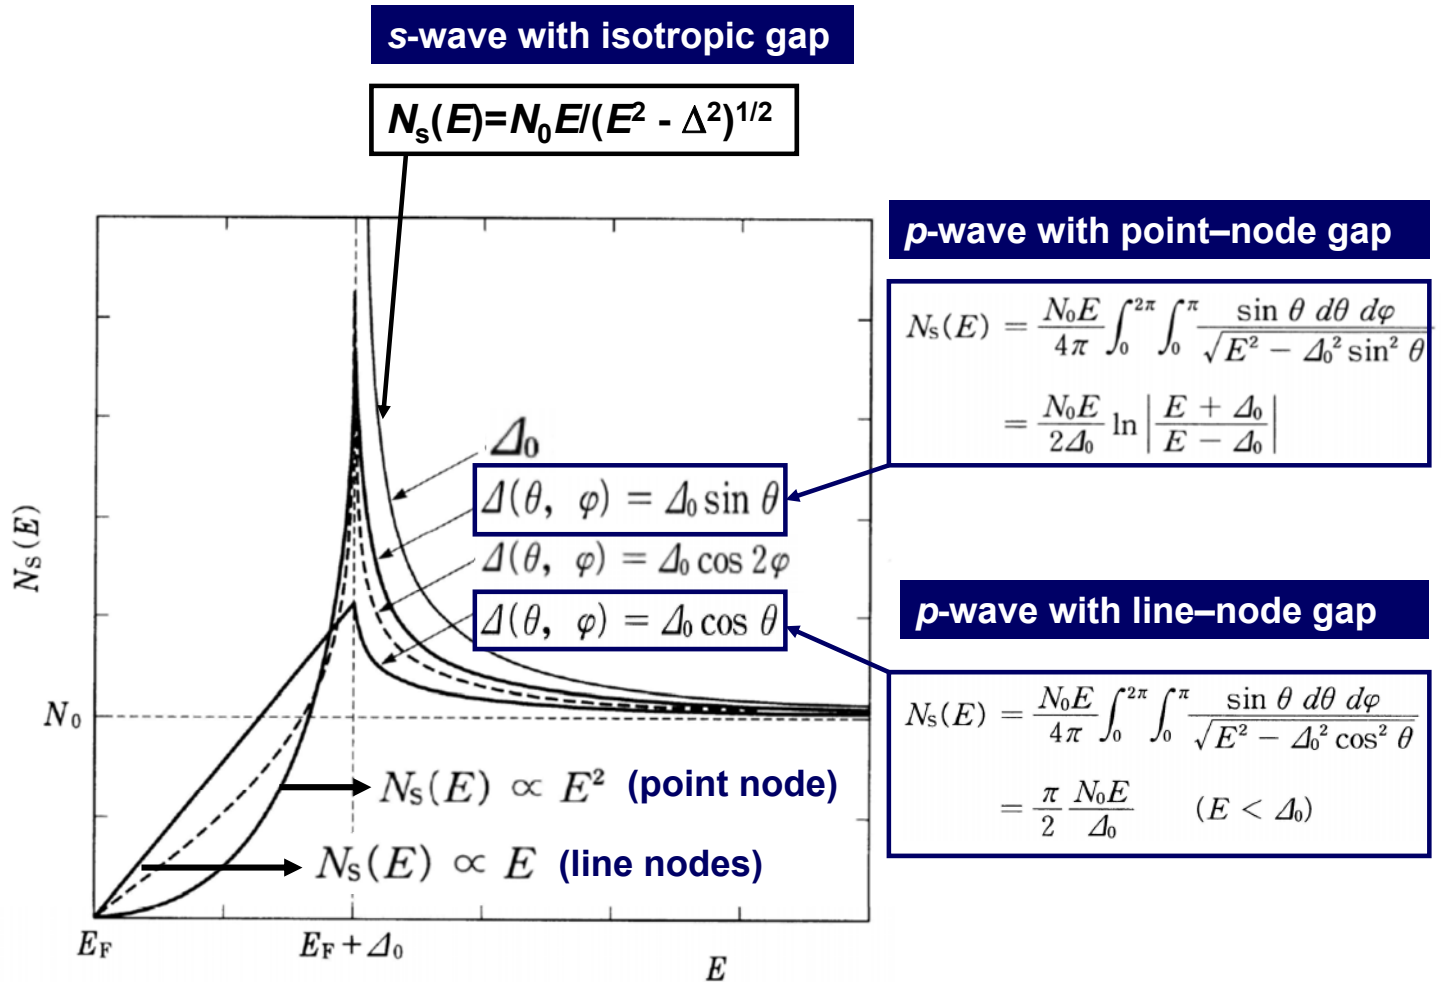 s-wave with isotropic gap
Nₛ(E)=N₀E/(E² - Δ²)^1/2
p-wave with point–node gap
Nₛ(E) = N₀E/4π ∫₀^2π ∫₀^π sin θ dθ dφ / √(E² − Δ₀² sin² θ)
= N₀E/2Δ₀ ln |E + Δ₀ / E − Δ₀|
Δ₀
Δ(θ, φ) = Δ₀ sin θ
Δ(θ, φ) = Δ₀ cos 2φ
Δ(θ, φ) = Δ₀ cos θ
p-wave with line–node gap
Nₛ(E) = N₀E/4π ∫₀^2π ∫₀^π sin θ dθ dφ / √(E² − Δ₀² cos² θ)
= π/2 N₀E/Δ₀ (E < Δ₀)
Nₛ(E)
N₀
Nₛ(E) ∝ E² (point node)
Nₛ(E) ∝ E (line nodes)
E_F
E_F + Δ₀
E